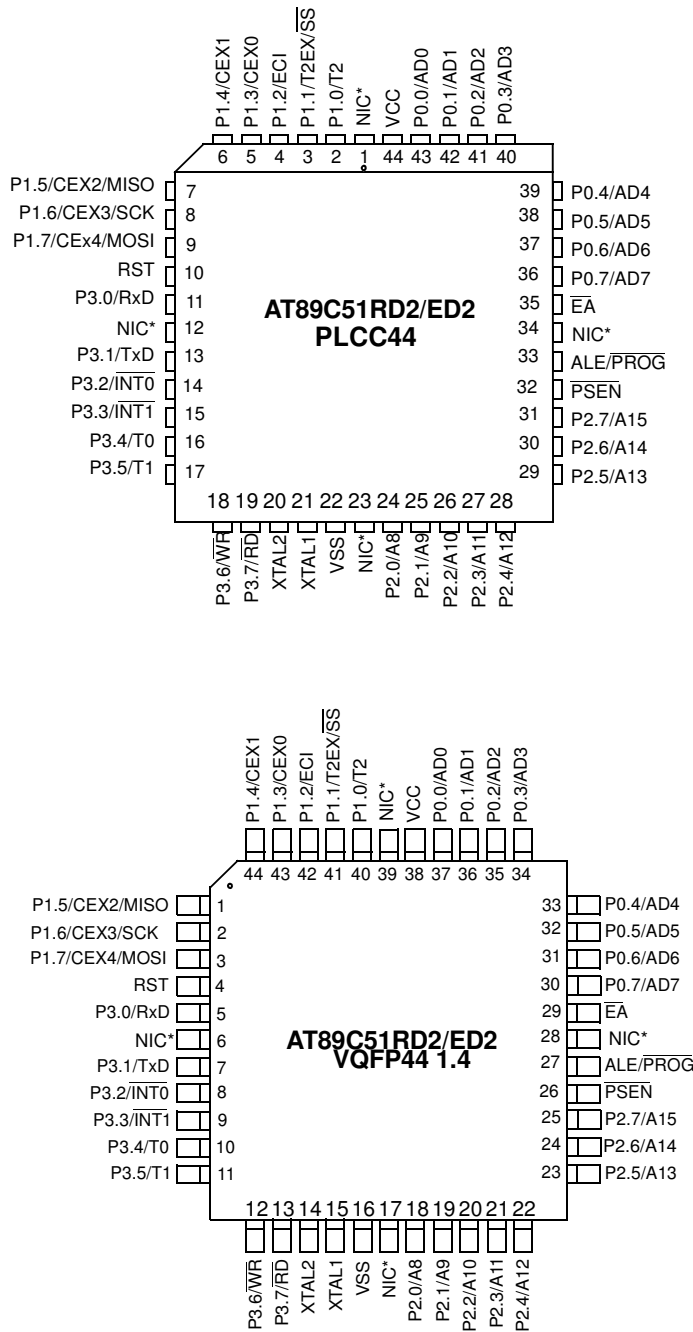 P1.4/CEX1
P1.3/CEX0
P1.2/ECI
P1.1/T2EX/S̅S̅
P1.0/T2
NIC*
VCC
P0.0/AD0
P0.1/AD1
P0.2/AD2
P0.3/AD3
6 5 4 3 2 1 44 43 42 41 40
P1.5/CEX2/MISO 7
P1.6/CEX3/SCK 8
P1.7/CEx4/MOSI 9
RST 10
P3.0/RxD 11
NIC* 12
P3.1/TxD 13
P3.2/I̅N̅T̅0̅ 14
P3.3/I̅N̅T̅1̅ 15
P3.4/T0 16
P3.5/T1 17
AT89C51RD2/ED2
PLCC44
39 P0.4/AD4
38 P0.5/AD5
37 P0.6/AD6
36 P0.7/AD7
35 E̅A̅
34 NIC*
33 ALE/P̅R̅O̅G̅
32 P̅S̅E̅N̅
31 P2.7/A15
30 P2.6/A14
29 P2.5/A13
18 19 20 21 22 23 24 25 26 27 28
P3.6/W̅R̅
P3.7/R̅D̅
XTAL2
XTAL1
VSS
NIC*
P2.0/A8
P2.1/A9
P2.2/A10
P2.3/A11
P2.4/A12
P1.4/CEX1
P1.3/CEX0
P1.2/ECI
P1.1/T2EX/S̅S̅
P1.0/T2
NIC*
VCC
P0.0/AD0
P0.1/AD1
P0.2/AD2
P0.3/AD3
44 43 42 41 40 39 38 37 36 35 34
P1.5/CEX2/MISO 1
P1.6/CEX3/SCK 2
P1.7/CEX4/MOSI 3
RST 4
P3.0/RxD 5
NIC* 6
P3.1/TxD 7
P3.2/I̅N̅T̅0̅ 8
P3.3/I̅N̅T̅1̅ 9
P3.4/T0 10
P3.5/T1 11
AT89C51RD2/ED2
VQFP44 1.4
33 P0.4/AD4
32 P0.5/AD5
31 P0.6/AD6
30 P0.7/AD7
29 E̅A̅
28 NIC*
27 ALE/P̅R̅O̅G̅
26 P̅S̅E̅N̅
25 P2.7/A15
24 P2.6/A14
23 P2.5/A13
12 13 14 15 16 17 18 19 20 21 22
P3.6/W̅R̅
P3.7/R̅D̅
XTAL2
XTAL1
VSS
NIC*
P2.0/A8
P2.1/A9
P2.2/A10
P2.3/A11
P2.4/A12